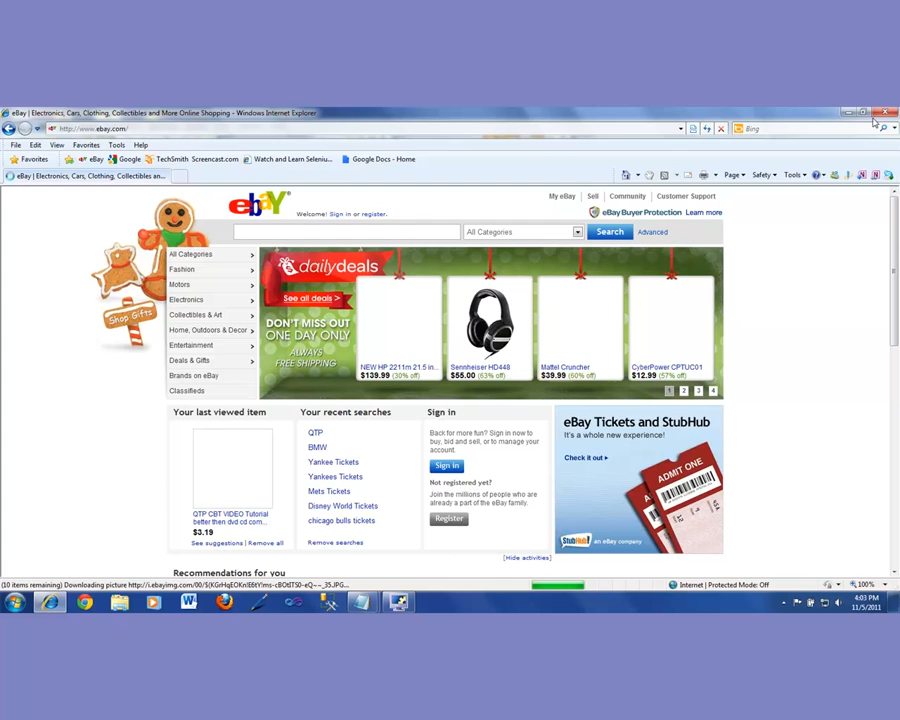 eBay | Electronics, Cars, Clothing, Collectibles and More Online Shopping - Windows Internet Explorer
http://www.ebay.com/
Bing
File Edit View Favorites Tools Help
Favorites eBay Google TechSmith Screencast.com Watch and Learn Seleniu... Google Docs - Home
eBay | Electronics, Cars, Clothing, Collectibles an...
Page Safety Tools
My eBay Sell Community Customer Support
ebay
Welcome! Sign in or register.
eBay Buyer Protection Learn more
All Categories Search Advanced
Shop Gifts
All Categories
Fashion
Motors
Electronics
Collectibles & Art
Home, Outdoors & Decor
Entertainment
Deals & Gifts
Brands on eBay
Classifieds
dailydeals
See all deals >
DON'T MISS OUT
ONE DAY ONLY
ALWAYS
FREE SHIPPING
NEW HP 2211m 21.5 in...
$139.99 (30% off)
Sennheiser HD448
$55.00 (63% off)
Mattel Cruncher
$39.99 (60% off)
CyberPower CPTUC01
$12.99 (57% off)
1 2 3 4
Your last viewed item
QTP CBT VIDEO Tutorial
better then dvd cd com...
$3.19
See suggestions | Remove all
Your recent searches
QTP
BMW
Yankee Tickets
Yankees Tickets
Mets Tickets
Disney World Tickets
chicago bulls tickets
Remove searches
Sign in
Back for more fun? Sign in now to
buy, bid and sell, or to manage your
account.
Sign in
Not registered yet?
Join the millions of people who are
already a part of the eBay family.
Register
eBay Tickets and StubHub
It's a whole new experience!
Check it out
ADMIT ONE
StubHub! an eBay company
[Hide activities]
Recommendations for you
Internet | Protected Mode: Off
100%
4:03 PM
11/5/2011